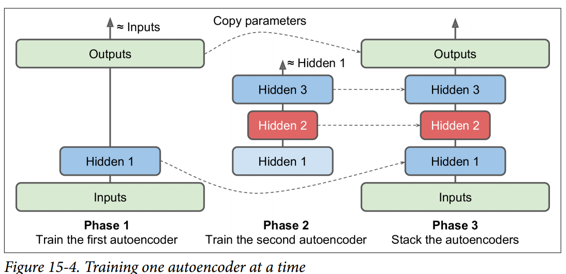 ≈ Inputs
Copy parameters
Outputs
≈ Hidden 1
Outputs
Hidden 3
Hidden 3
Hidden 2
Hidden 2
Hidden 1
Hidden 1
Hidden 1
Inputs
Inputs
Phase 1
Train the first autoencoder
Phase 2
Train the second autoencoder
Phase 3
Stack the autoencoders
Figure 15-4. Training one autoencoder at a time